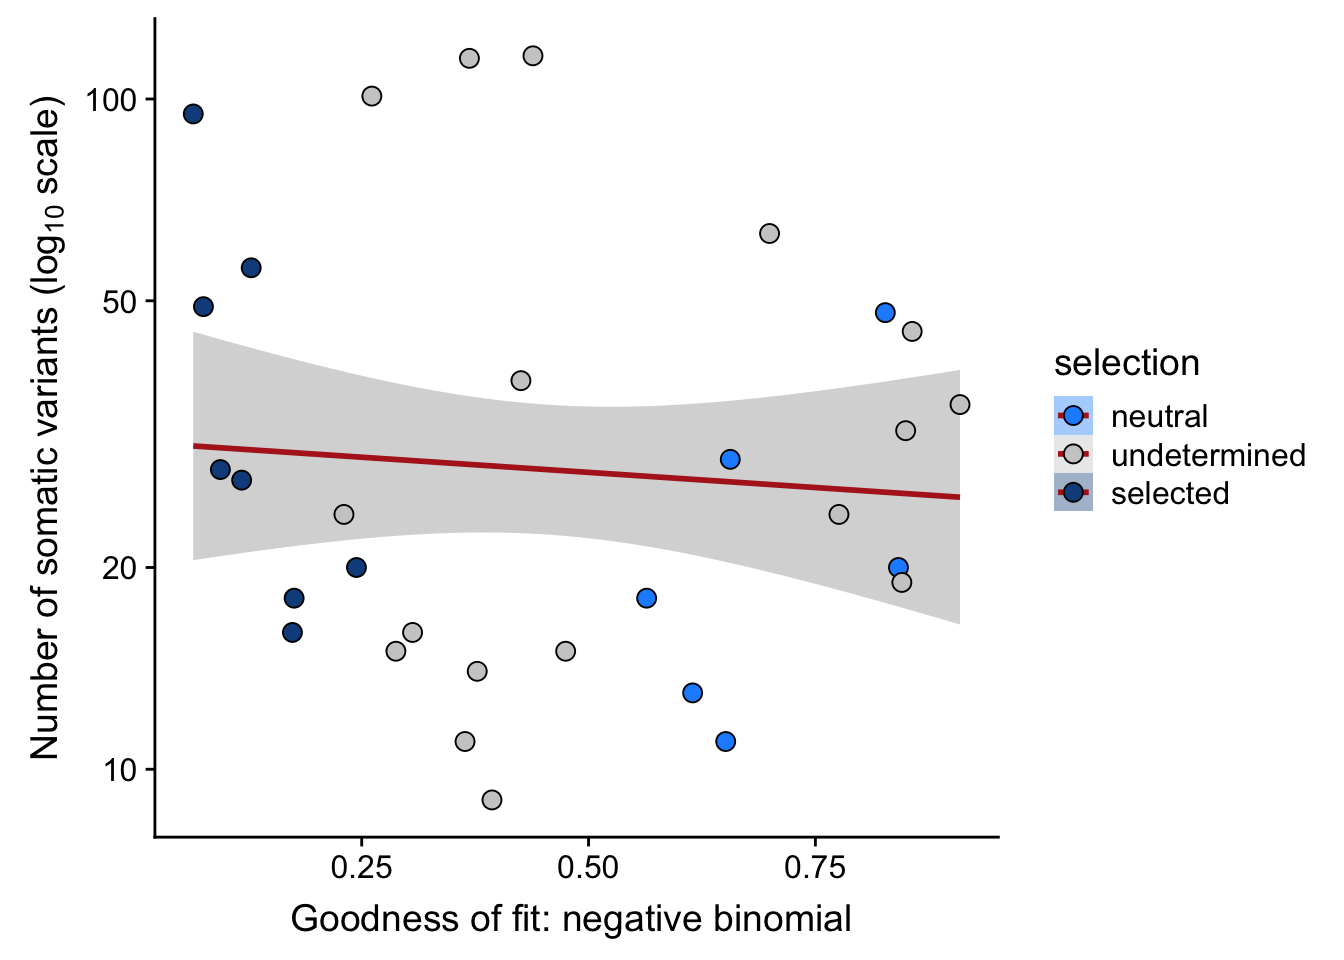 Number of somatic variants (log₁₀ scale)
100
50
20
10
0.25 0.50 0.75
Goodness of fit: negative binomial
selection
neutral
undetermined
selected